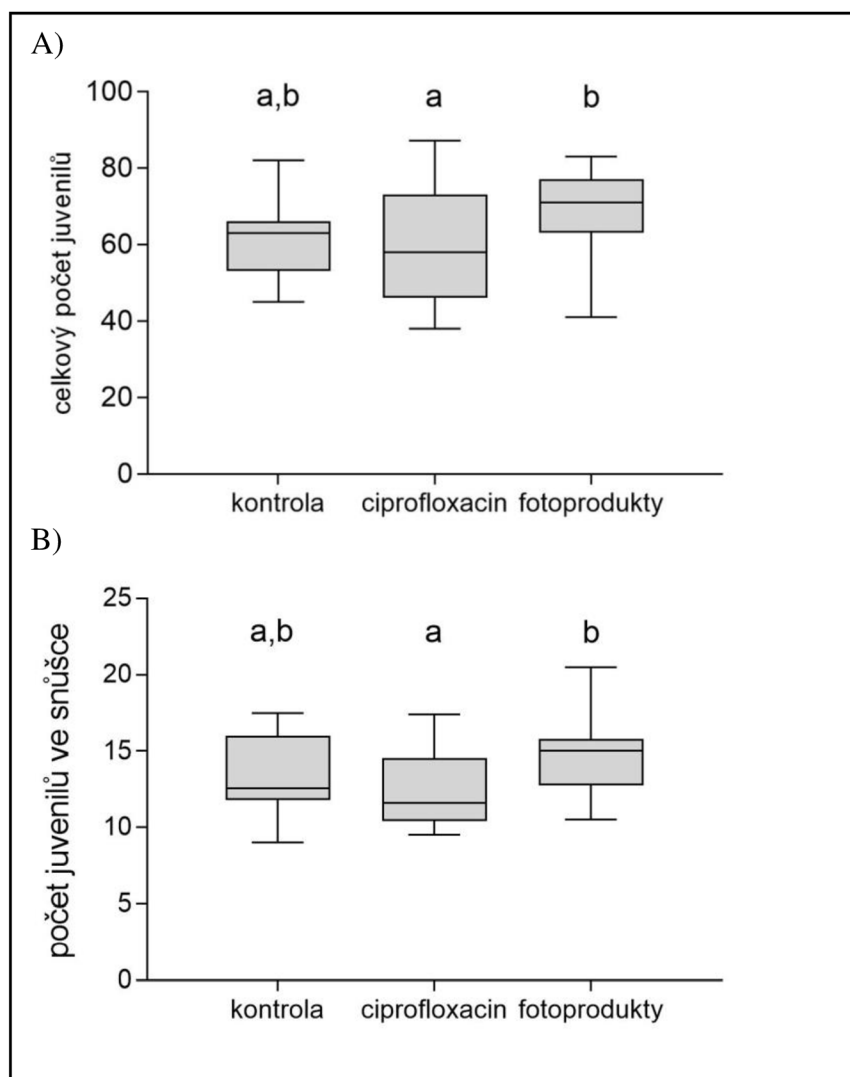 A)
celkový počet juvenilů
100
80
60
40
20
0
a,b a b
kontrola ciprofloxacin fotoprodukty
B)
počet juvenilů ve snůšce
25
20
15
10
5
0
a,b a b
kontrola ciprofloxacin fotoprodukty